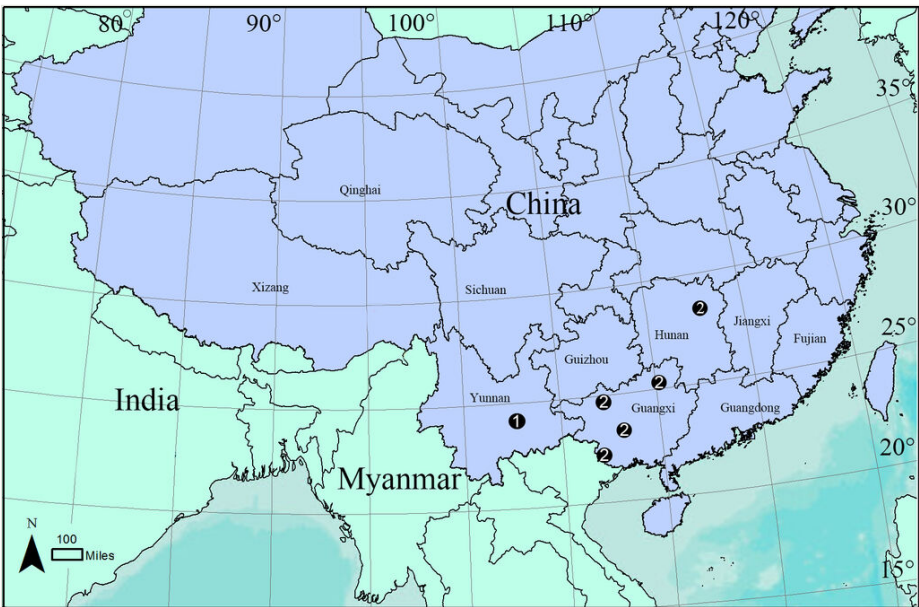 80° 90° 100° 110° 120°
35°
Qinghai
China
30°
Xizang
Sichuan
2
Hunan
Jiangxi
Fujian
25°
Guizhou
2
India
Yunnan
2
Guangxi
Guangdong
1
2
20°
2
Myanmar
N
100
Miles
15°